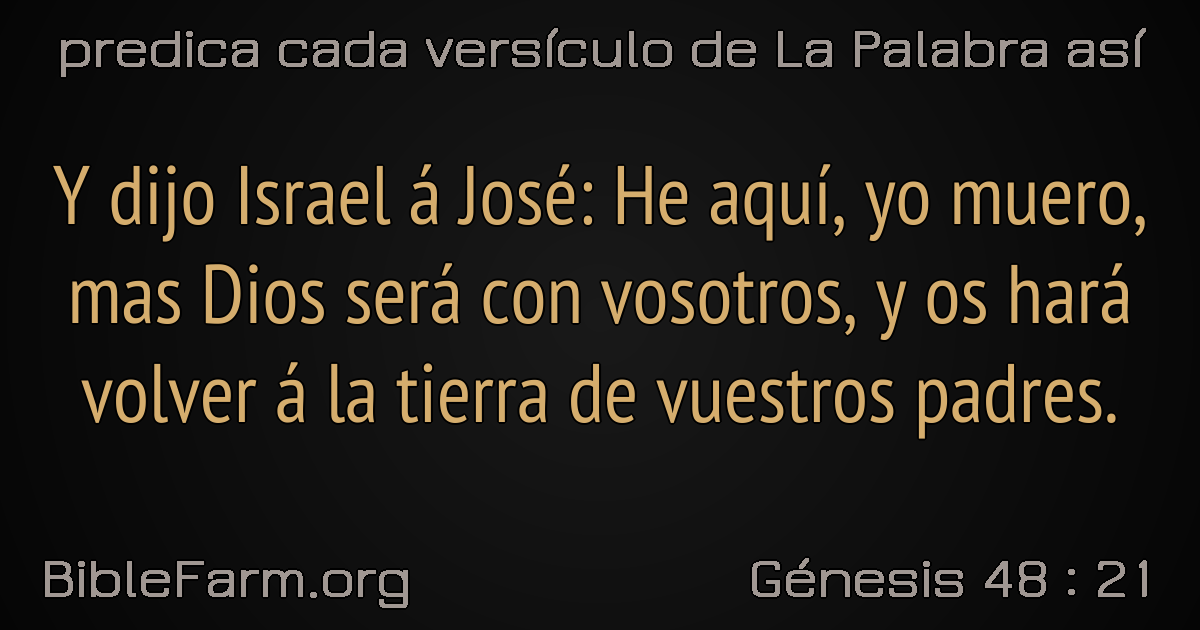 predica cada versículo de La Palabra así
Y dijo Israel á José: He aquí, yo muero,
mas Dios será con vosotros, y os hará
volver á la tierra de vuestros padres.
BibleFarm.org
Génesis 48 : 21